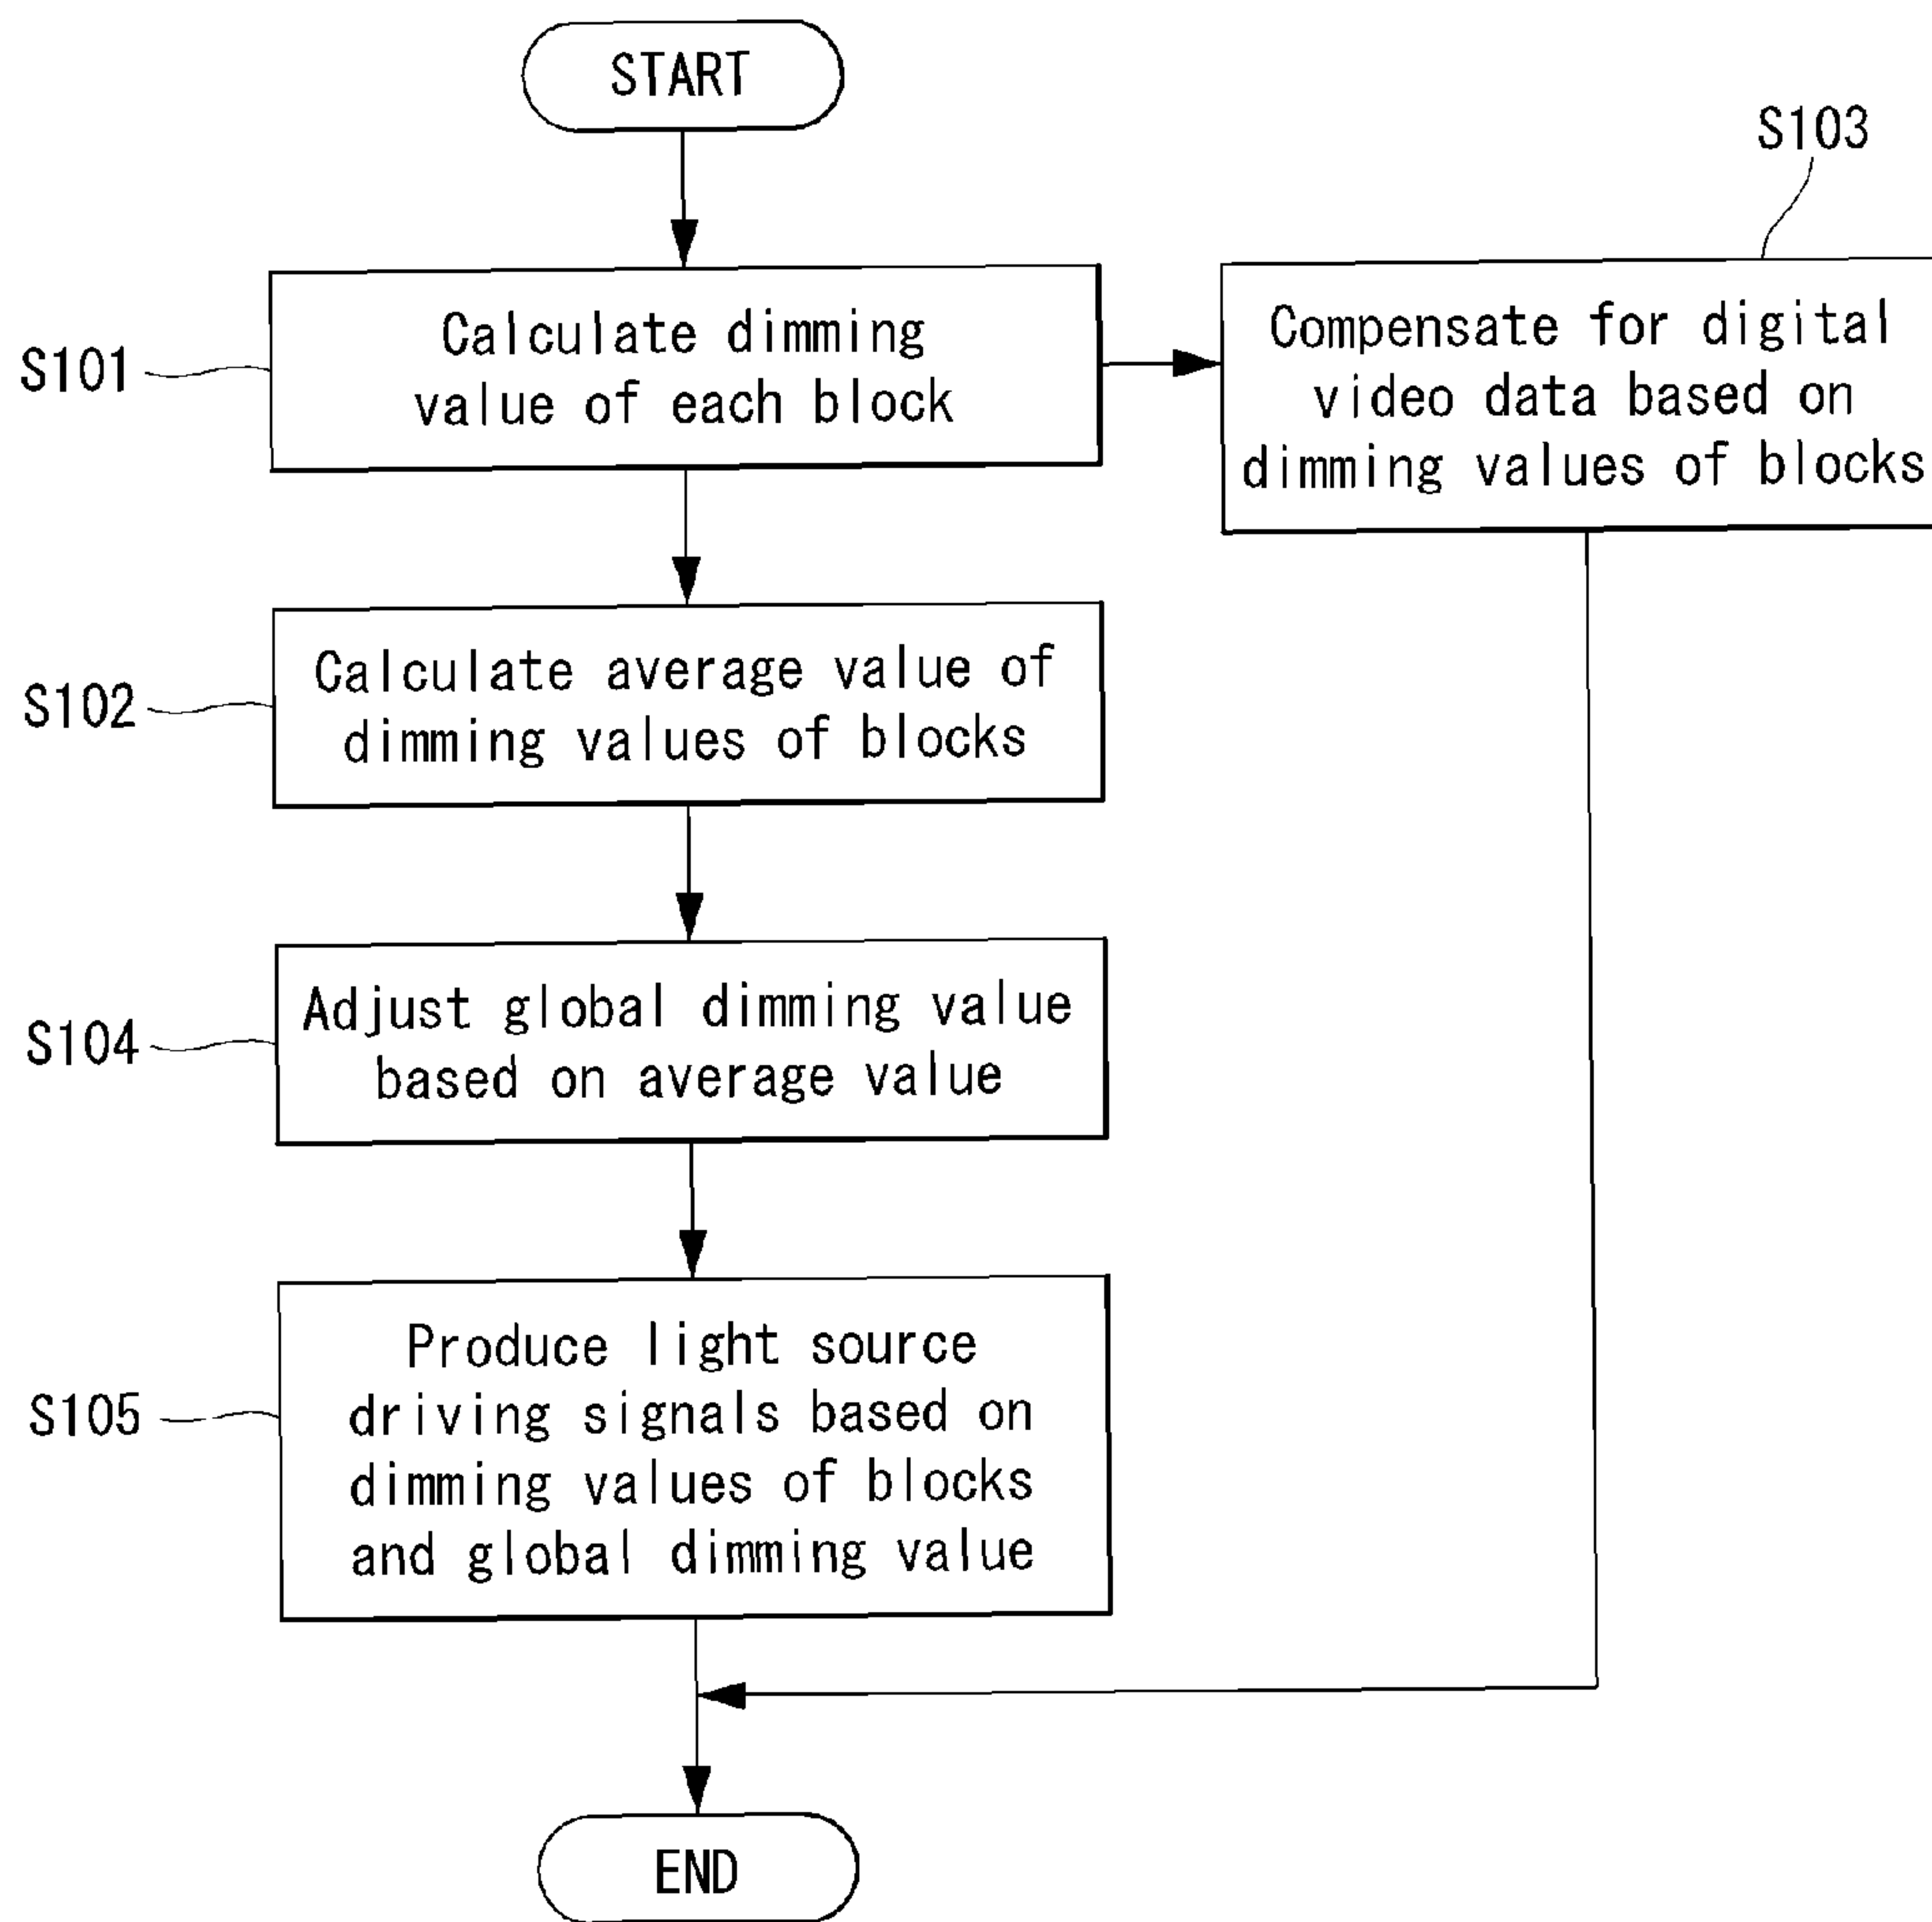 START
S103
S101
Calculate dimming
value of each block
Compensate for digital
video data based on
dimming values of blocks
S102
Calculate average value of
dimming values of blocks
S104
Adjust global dimming value
based on average value
S105
Produce light source
driving signals based on
dimming values of blocks
and global dimming value
END